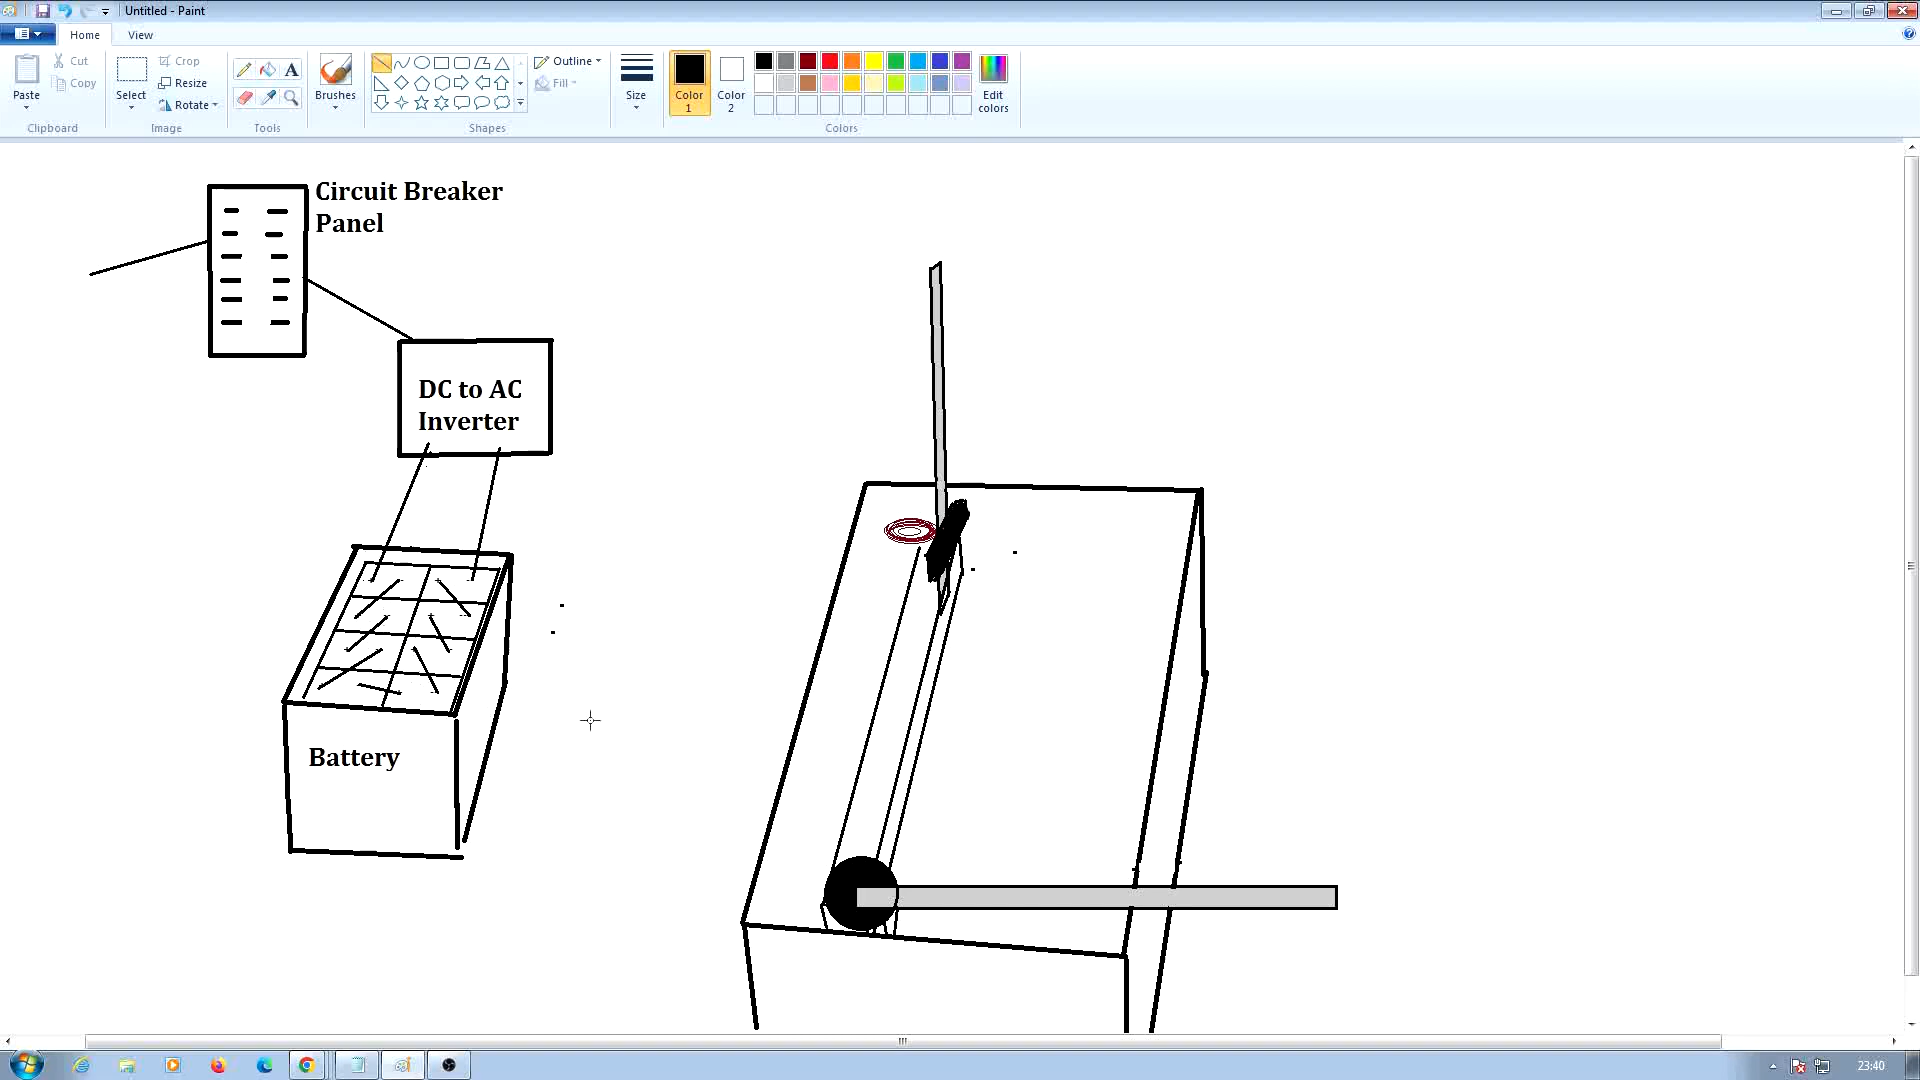 Untitled - Paint
Home
View
Paste
Cut
Copy
Clipboard
Select
Crop
Resize
Rotate
Image
A
Tools
Brushes
Outline
Fill
Shapes
Size
Color 1
Color 2
Edit colors
Colors
Circuit Breaker
Panel
DC to AC
Inverter
Battery
23:40